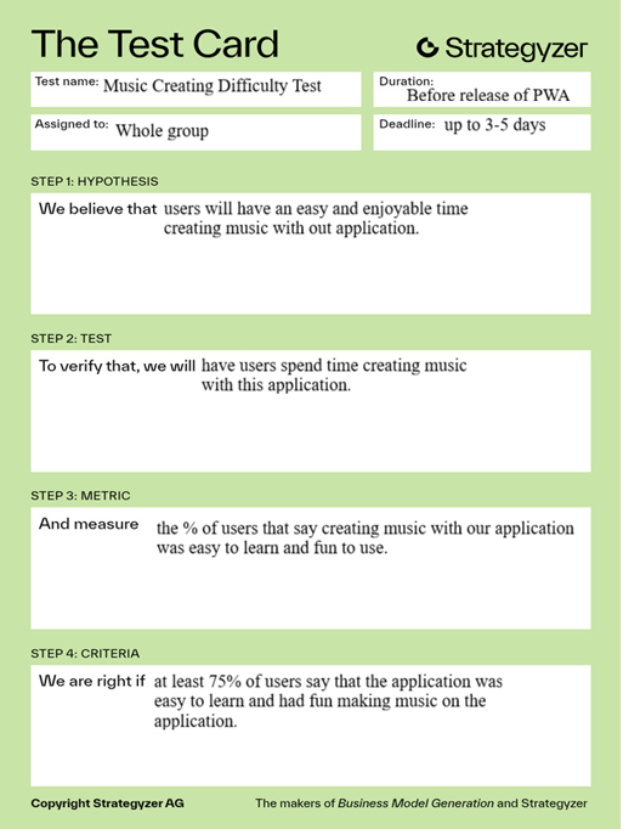 The Test Card
Strategyzer
Test name: Music Creating Difficulty Test
Duration:
Before release of PWA
Assigned to: Whole group
Deadline: up to 3-5 days
STEP 1: HYPOTHESIS
We believe that users will have an easy and enjoyable time
creating music with out application.
STEP 2: TEST
To verify that, we will have users spend time creating music
with this application.
STEP 3: METRIC
And measure the % of users that say creating music with our application
was easy to learn and fun to use.
STEP 4: CRITERIA
We are right if at least 75% of users say that the application was
easy to learn and had fun making music on the
application.
Copyright Strategyzer AG
The makers of Business Model Generation and Strategyzer